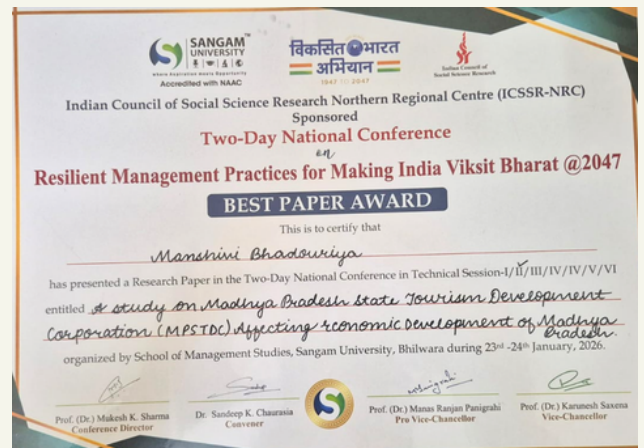 SANGAM
UNIVERSITY
Where Aspiration Meets Opportunity
Accredited with NAAC
विकसित भारत
अभियान
1947 TO 2047
Indian Council of
Social Science Research
Indian Council of Social Science Research Northern Regional Centre (ICSSR-NRC)
Sponsored
Two-Day National Conference
on
Resilient Management Practices for Making India Viksit Bharat @2047
BEST PAPER AWARD
This is to certify that
Manshini Bhadouriya
has presented a Research Paper in the Two-Day National Conference in Technical Session-I/II/III/IV/IV/V/VI
entitled A study on Madhya Pradesh State Tourism Development
Corporation (MPSTDC) Affecting economic Development of Madhya
Pradesh.
organized by School of Management Studies, Sangam University, Bhilwara during 23rd -24th January, 2026.
Prof. (Dr.) Mukesh K. Sharma
Conference Director
Dr. Sandeep K. Chaurasia
Convener
Prof. (Dr.) Manas Ranjan Panigrahi
Pro Vice-Chancellor
Prof. (Dr.) Karunesh Saxena
Vice-Chancellor